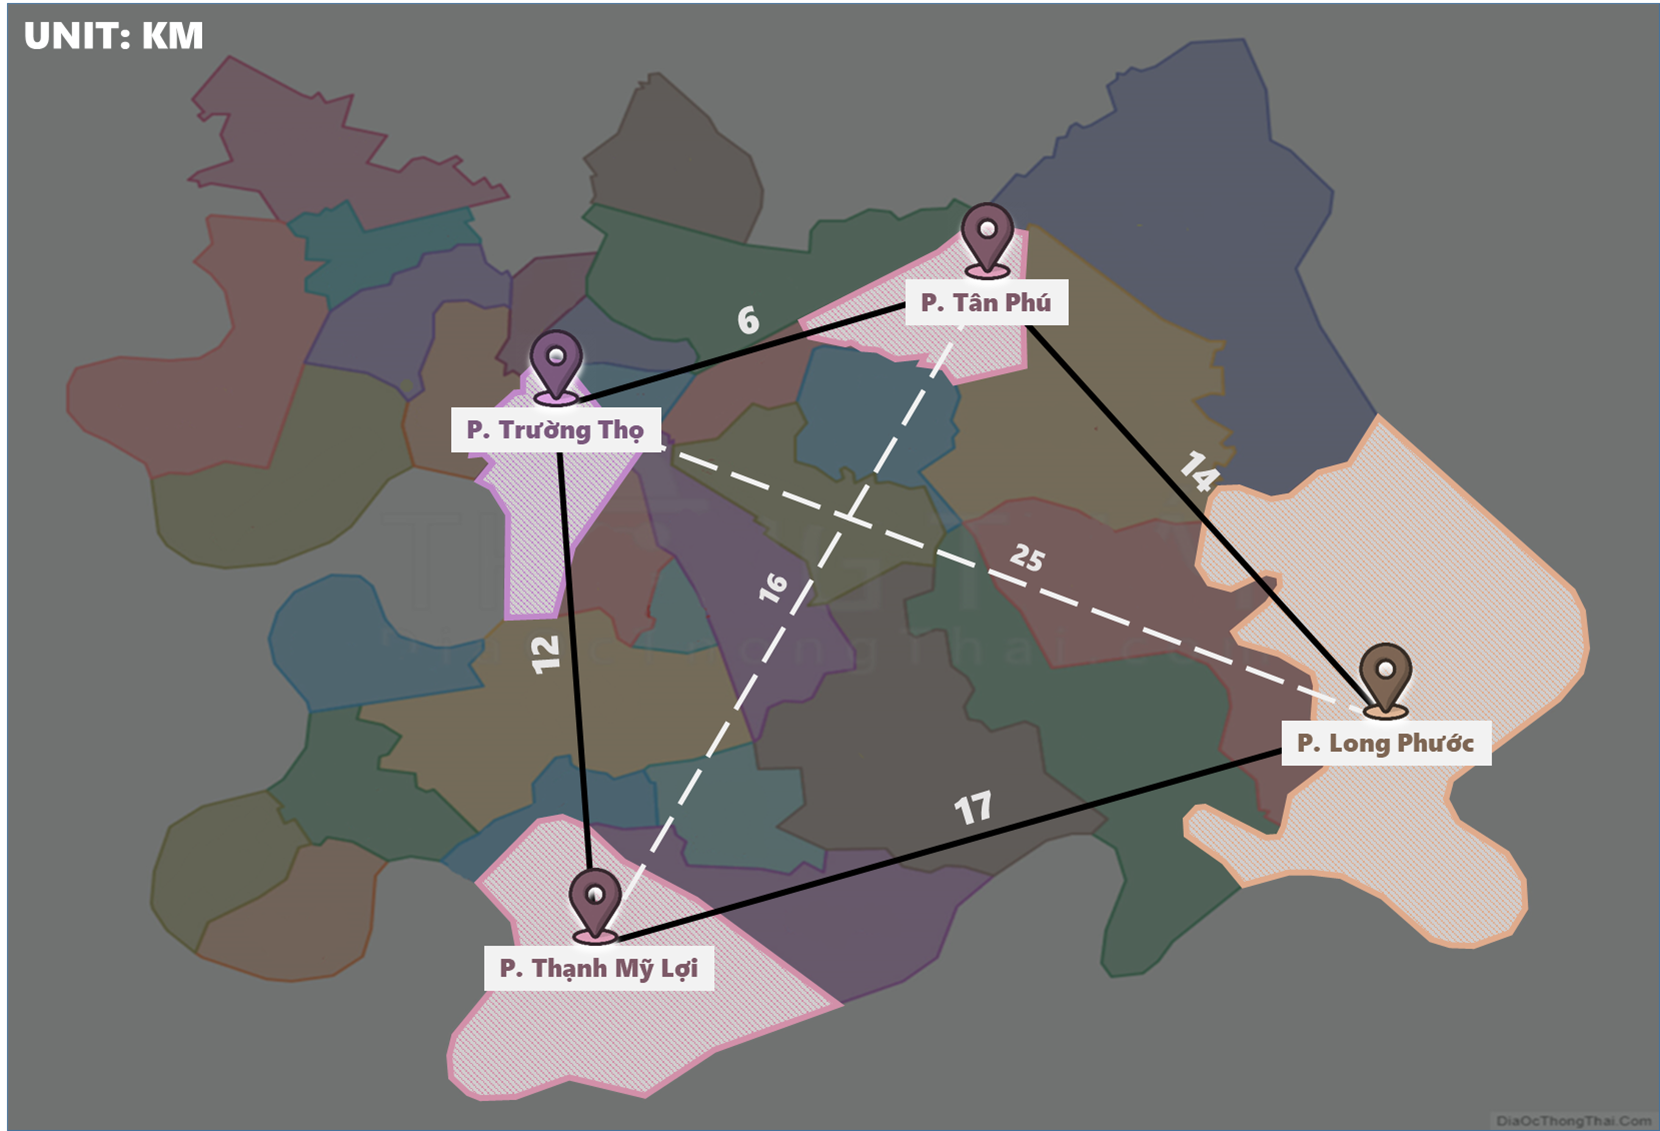 UNIT: KM
P. Tân Phú
6
P. Trường Thọ
14
25
16
12
P. Long Phước
17
P. Thạnh Mỹ Lợi
DiaOcThongThai.Com